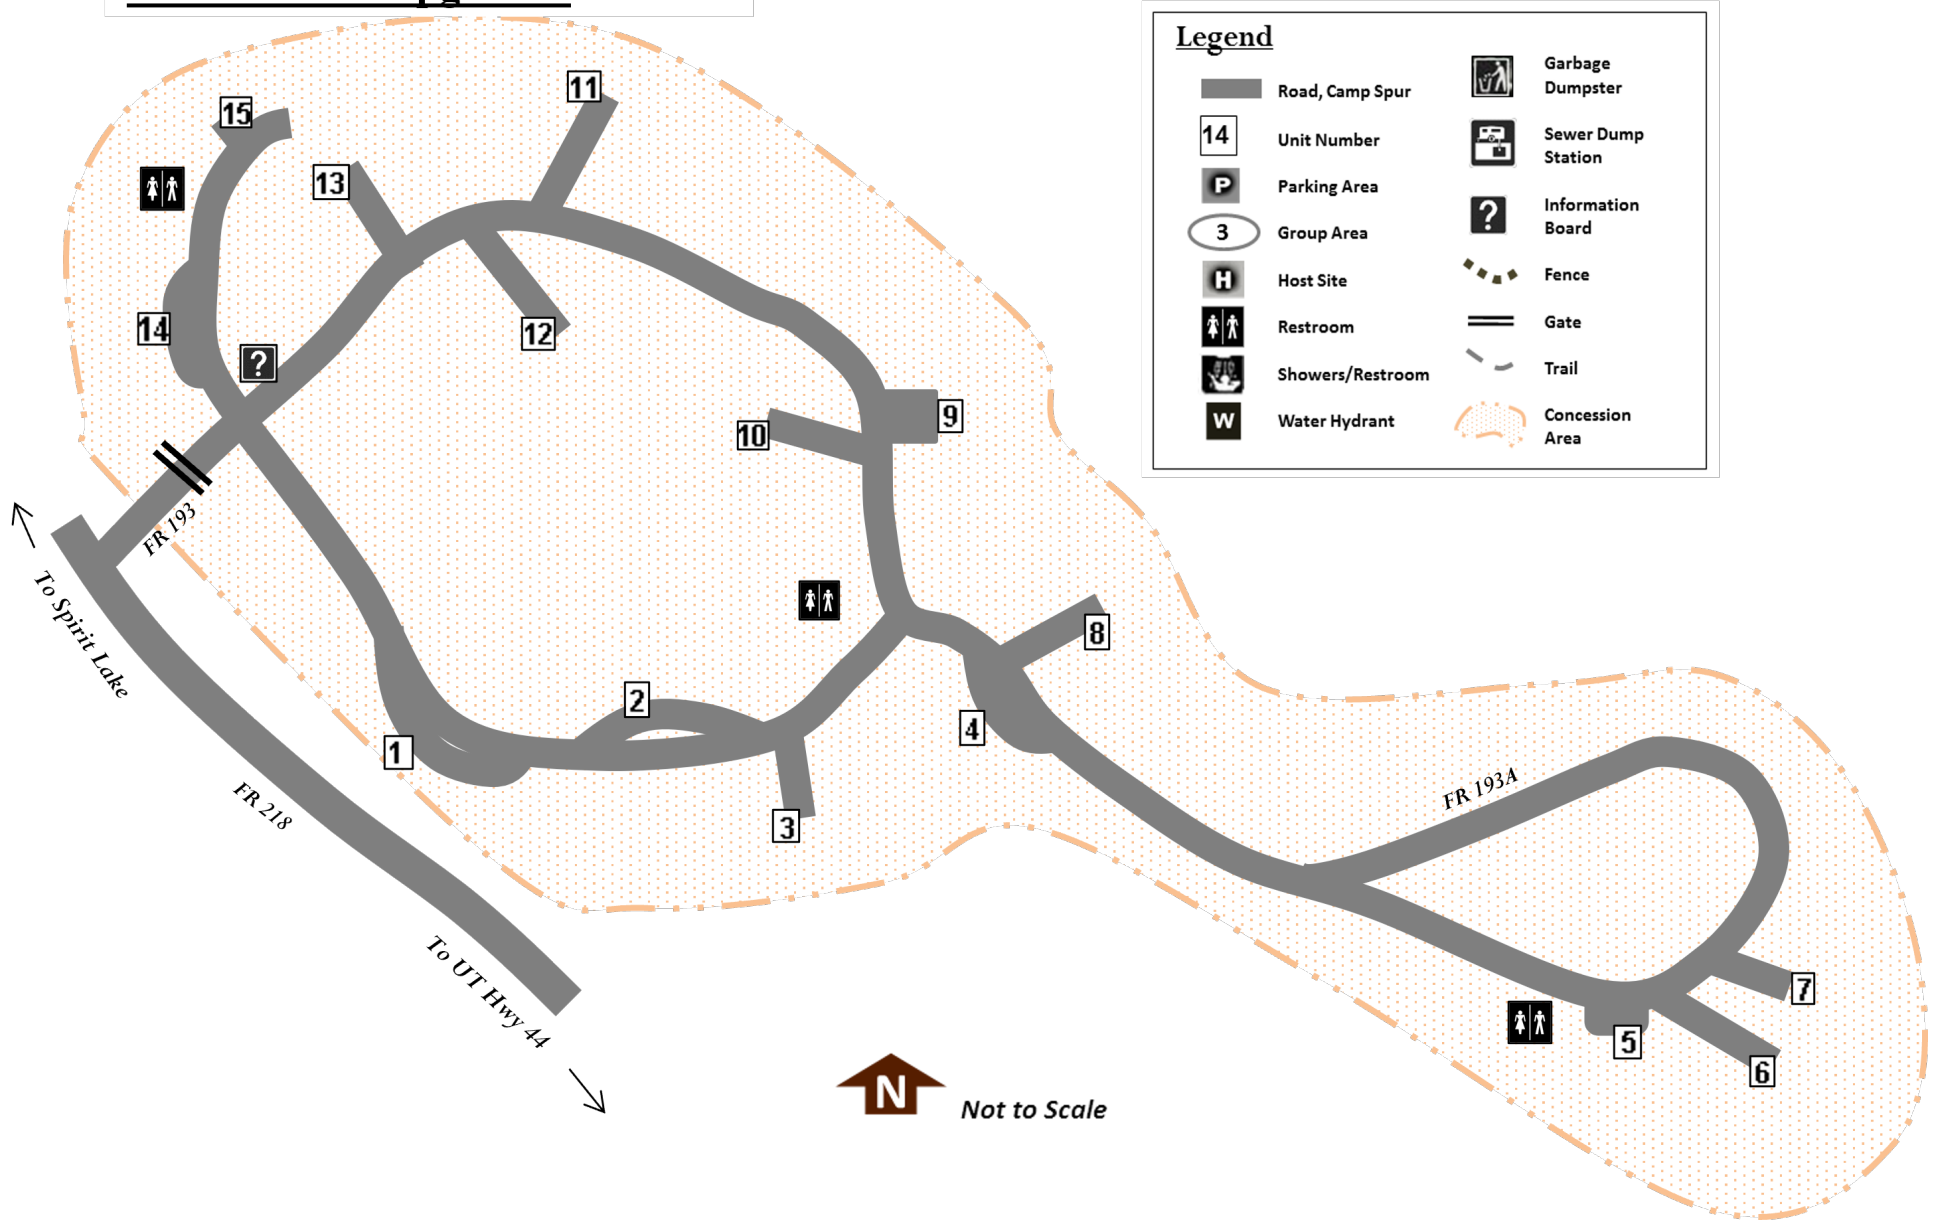 Legend
Road, Camp Spur
14
Unit Number
P
Parking Area
3
Group Area
H
Host Site
Restroom
Showers/Restroom
W
Water Hydrant
Garbage
Dumpster
Sewer Dump
Station
?
Information
Board
Fence
Gate
Trail
Concession
Area
11
15
13
12
14
?
10
9
FR 193
To Spirit Lake
8
2
4
1
3
FR 218
FR 193A
To UT Hwy 44
7
5
6
N
Not to Scale